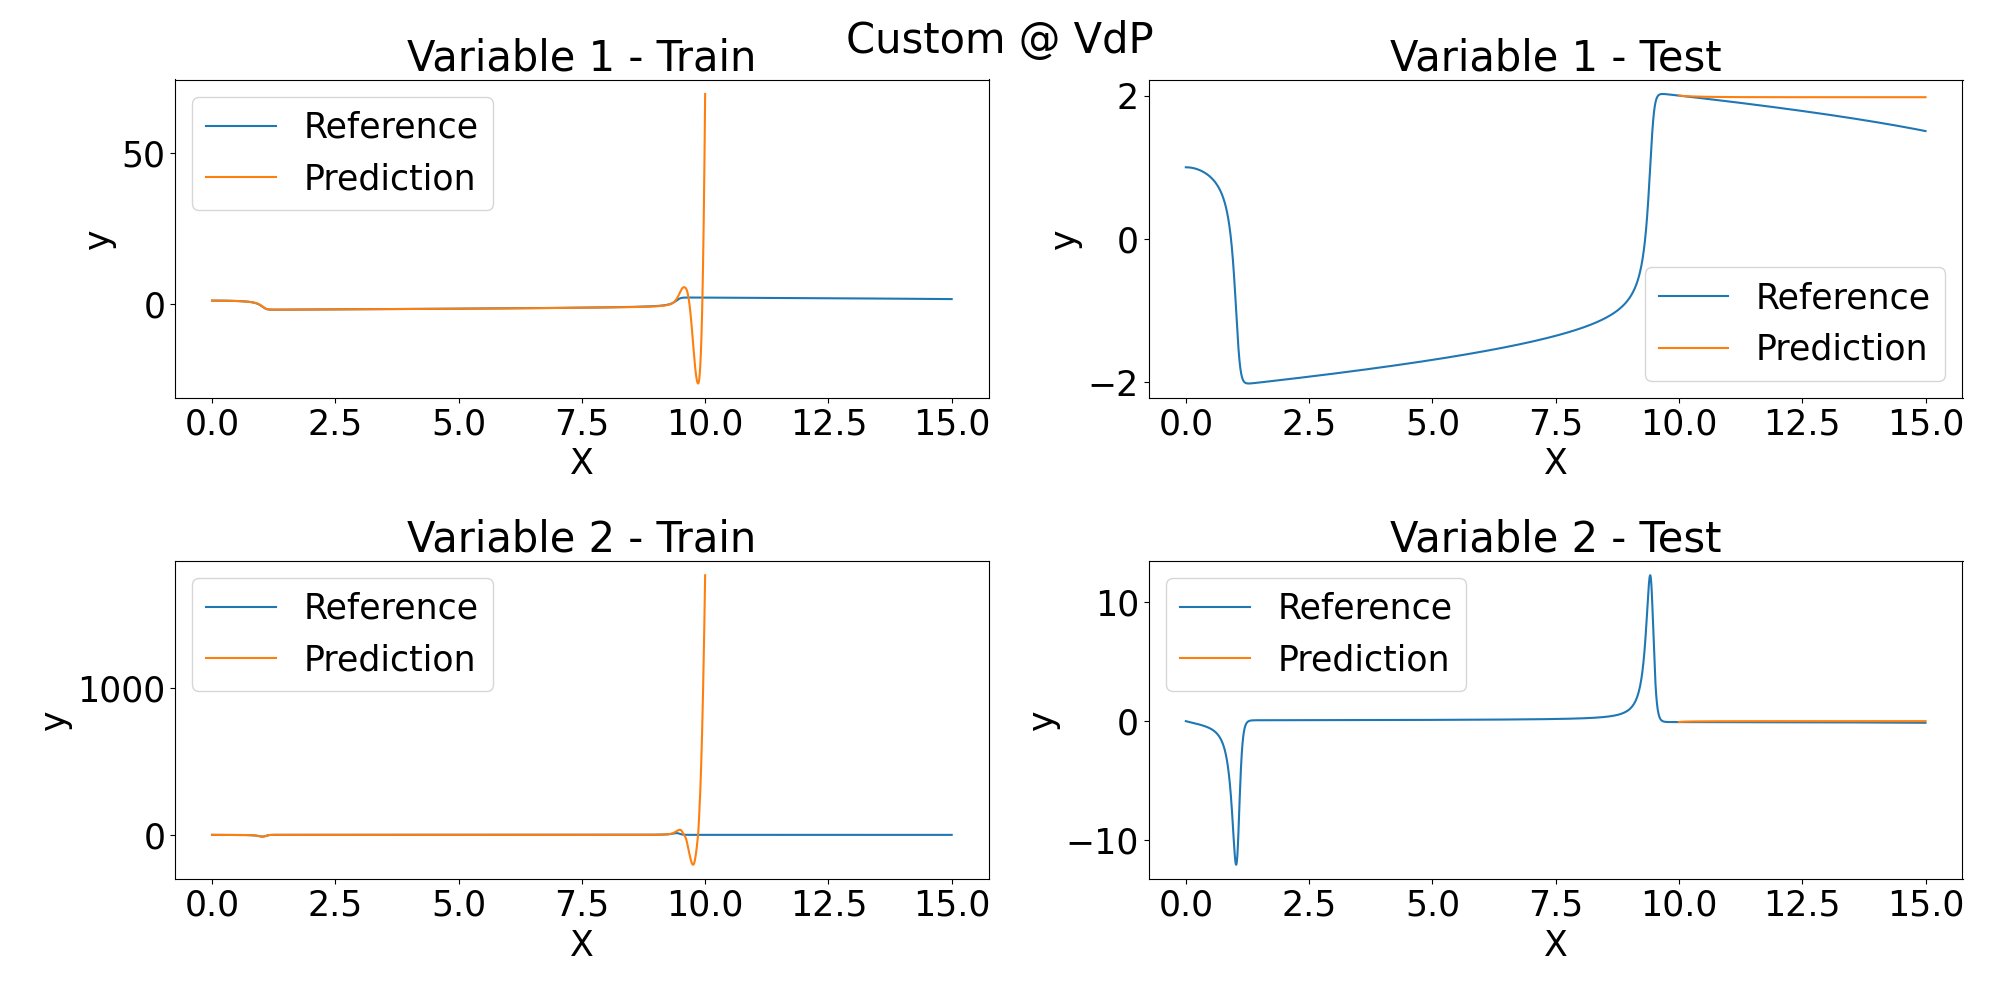 Custom @ VdP
Variable 1 - Train
Reference
Prediction
50
0
y
0.0 2.5 5.0 7.5 10.0 12.5 15.0
X
Variable 1 - Test
2
0
−2
y
Reference
Prediction
0.0 2.5 5.0 7.5 10.0 12.5 15.0
X
Variable 2 - Train
Reference
Prediction
1000
0
y
0.0 2.5 5.0 7.5 10.0 12.5 15.0
X
Variable 2 - Test
Reference
Prediction
10
0
−10
y
0.0 2.5 5.0 7.5 10.0 12.5 15.0
X